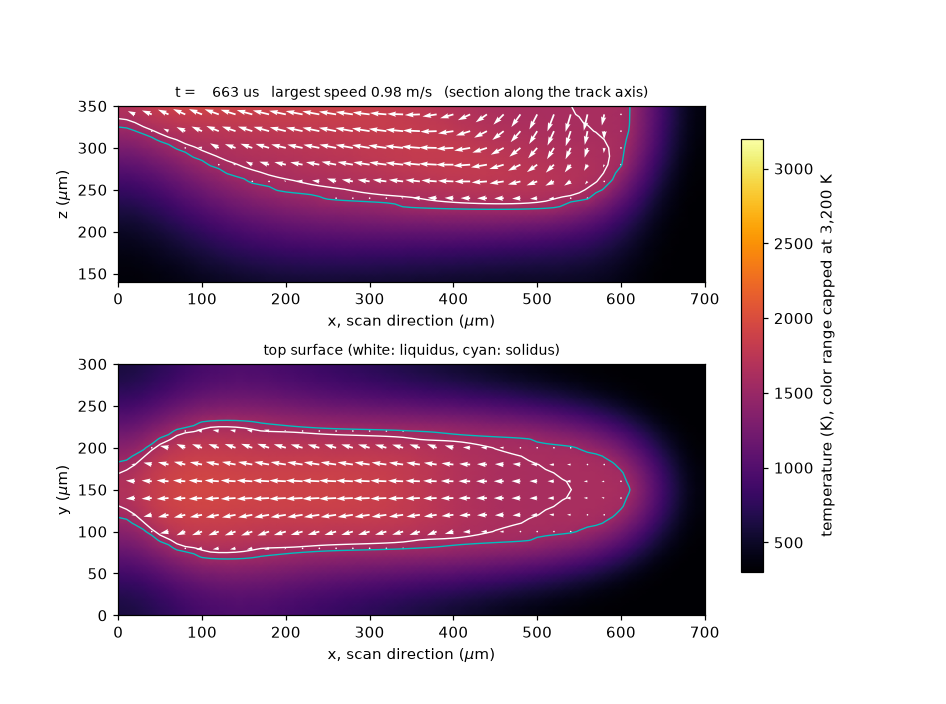 t =    663 us   largest speed 0.98 m/s   (section along the track axis)
350
300
250
200
150
z (μm)
0 100 200 300 400 500 600 700
x, scan direction (μm)
top surface (white: liquidus, cyan: solidus)
300
250
200
150
100
50
0
y (μm)
0 100 200 300 400 500 600 700
x, scan direction (μm)
3000
2500
2000
1500
1000
500
temperature (K), color range capped at 3,200 K